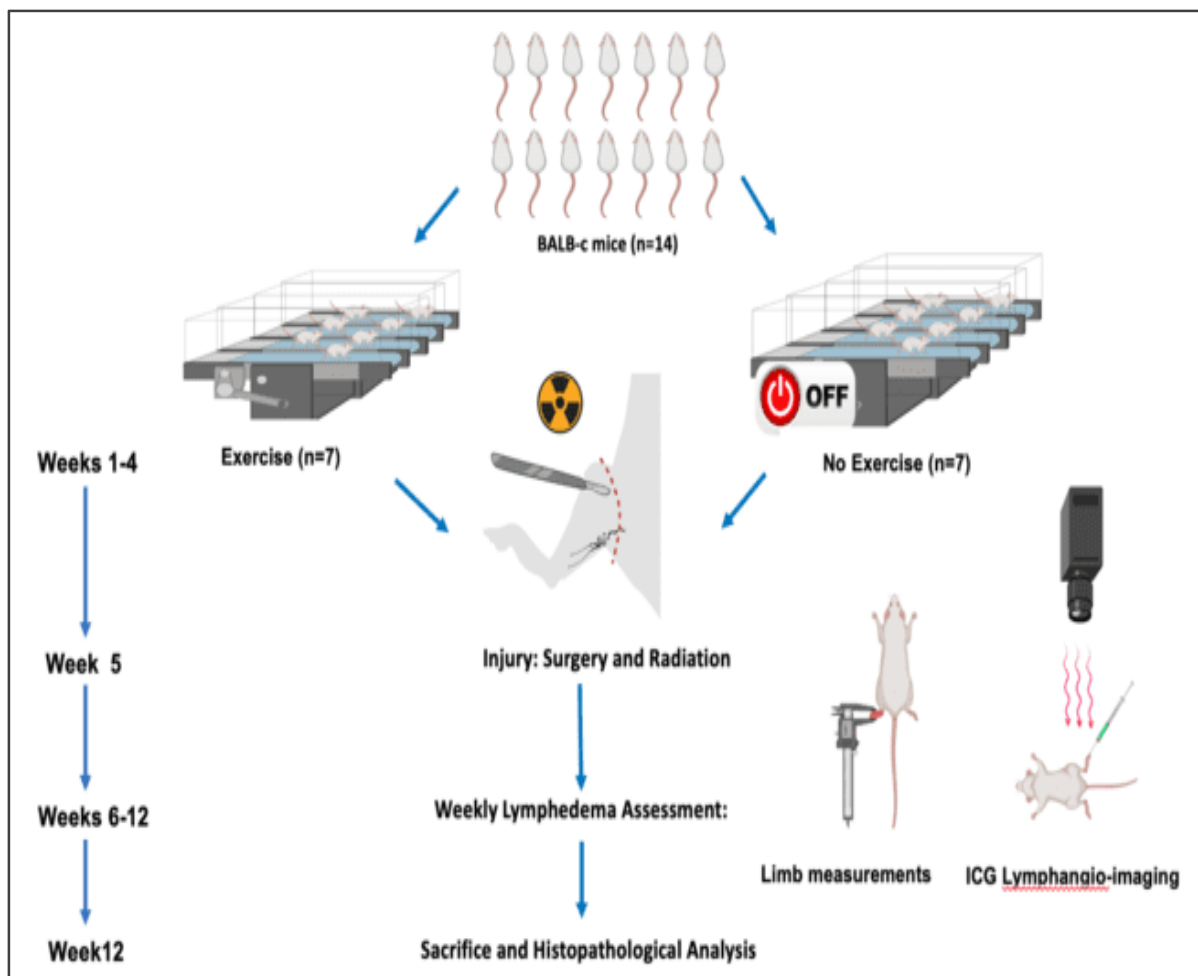 BALB-c mice (n=14)
OFF
Weeks 1-4
Exercise (n=7)
No Exercise (n=7)
Week 5
Injury: Surgery and Radiation
Weeks 6-12
Weekly Lymphedema Assessment:
Limb measurements
ICG Lymphangio-imaging
Week12
Sacrifice and Histopathological Analysis